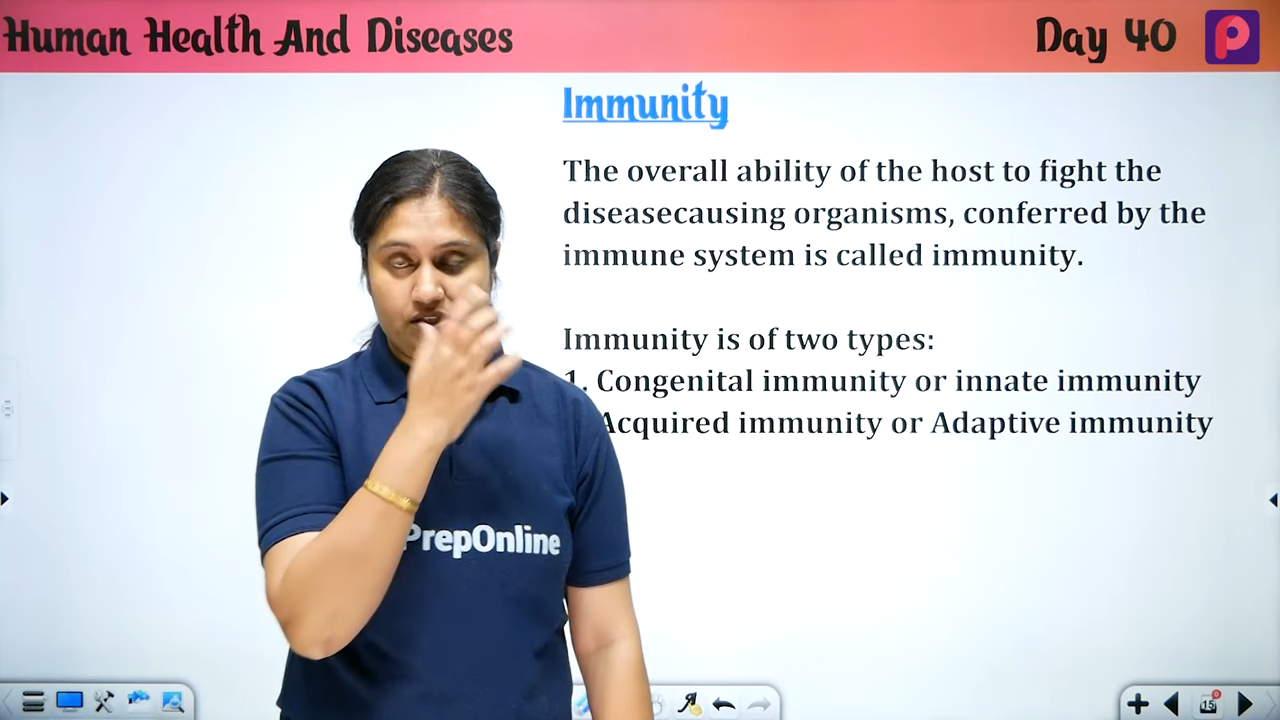 Human Health And Diseases
Day 40
Immunity
The overall ability of the host to fight the
diseasecausing organisms, conferred by the
immune system is called immunity.
Immunity is of two types:
1. Congenital immunity or innate immunity
Acquired immunity or Adaptive immunity
PrepOnline
15